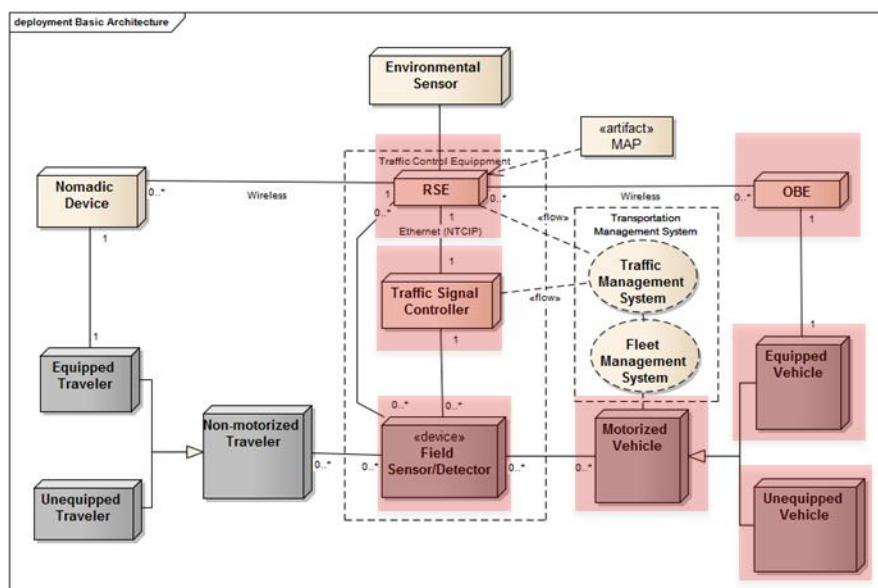 deployment Basic Architecture
Environmental
Sensor
«artifact»
MAP
Traffic Control Equippment
Nomadic
Device
0..*
Wireless
1
RSE
0..*
Wireless
0..*
OBE
0..*
1
1
1
1
Ethernet (NTCIP)
«flow»
Transportation
Management System
1
Traffic Signal
Controller
«flow»
Traffic
Management
System
1
1
1
Equipped
Traveler
Fleet
Management
System
Equipped
Vehicle
0..*
0..*
Non-motorized
Traveler
0..*
0..*
«device»
Field
Sensor/Detector
0..*
0..*
Motorized
Vehicle
Unequipped
Traveler
Unequipped
Vehicle